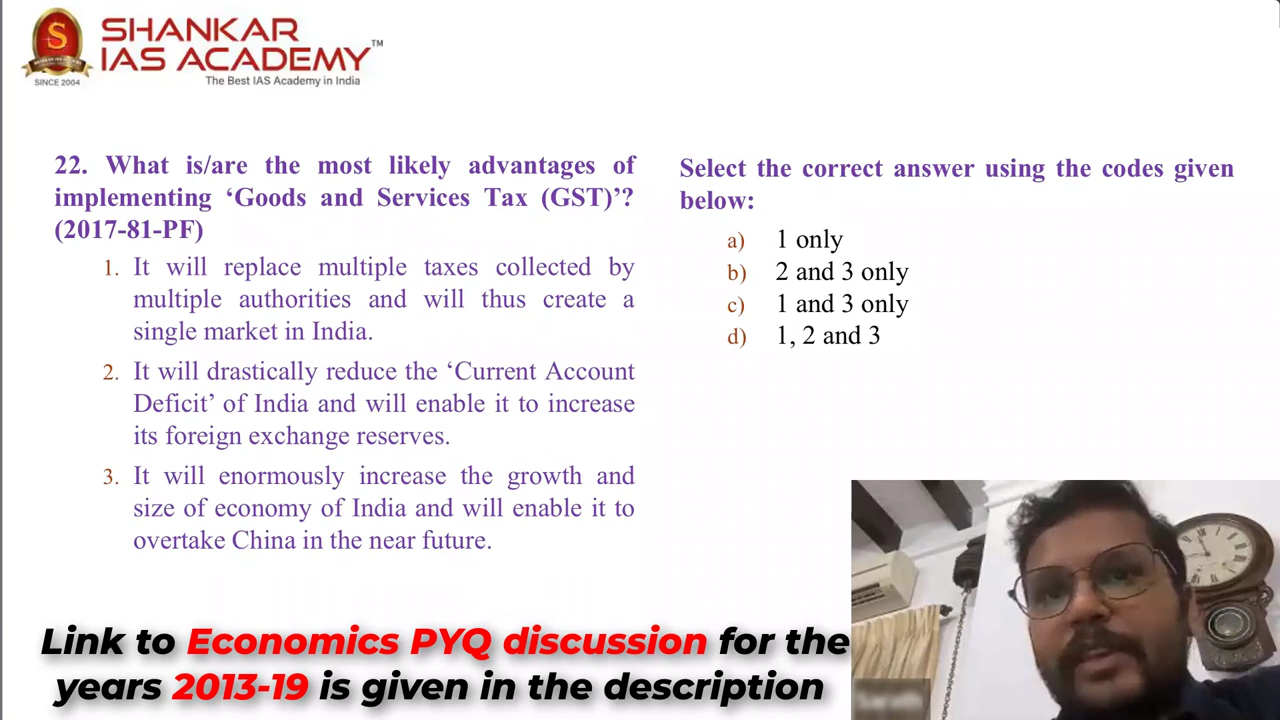 SHANKAR
IAS ACADEMY™
The Best IAS Academy in India
SINCE 2004
22. What is/are the most likely advantages of
implementing ‘Goods and Services Tax (GST)’?
(2017-81-PF)
1. It will replace multiple taxes collected by
multiple authorities and will thus create a
single market in India.
2. It will drastically reduce the ‘Current Account
Deficit’ of India and will enable it to increase
its foreign exchange reserves.
3. It will enormously increase the growth and
size of economy of India and will enable it to
overtake China in the near future.
Select the correct answer using the codes given
below:
a) 1 only
b) 2 and 3 only
c) 1 and 3 only
d) 1, 2 and 3
Link to Economics PYQ discussion for the
years 2013-19 is given in the description